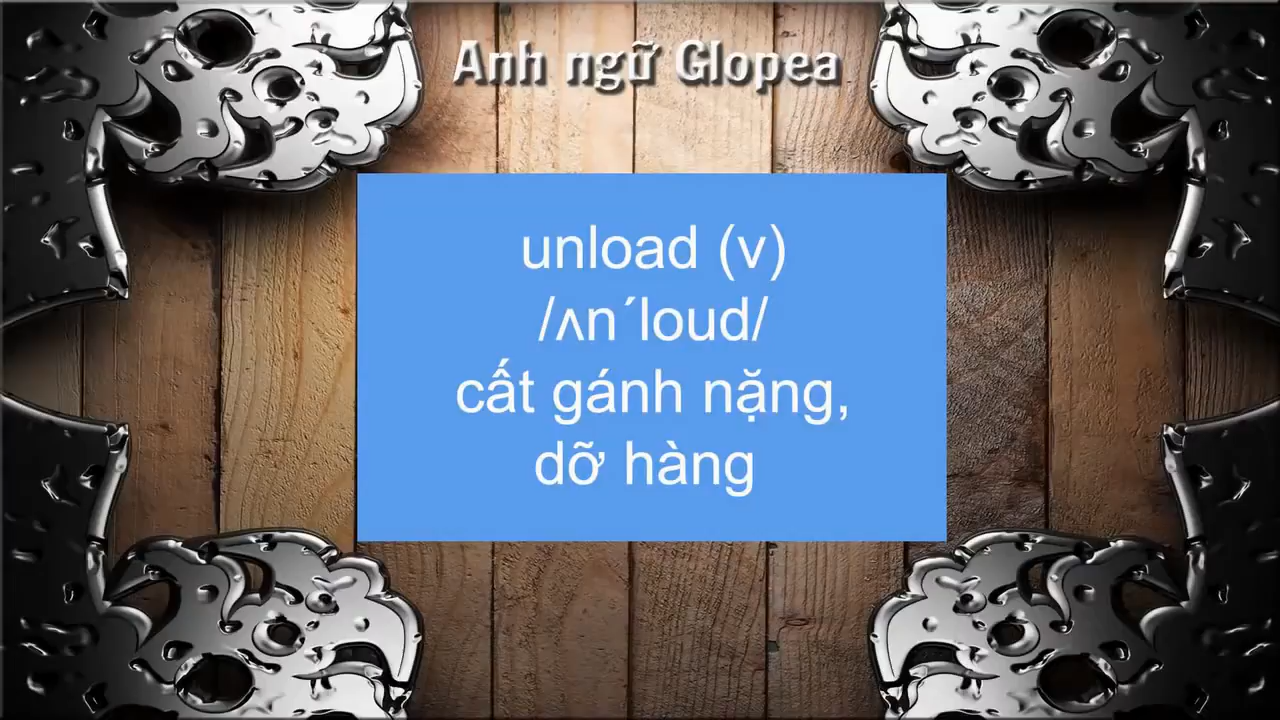 Anh ngữ Glopea
unload (v)
/ʌn´loud/
cất gánh nặng,
dỡ hàng